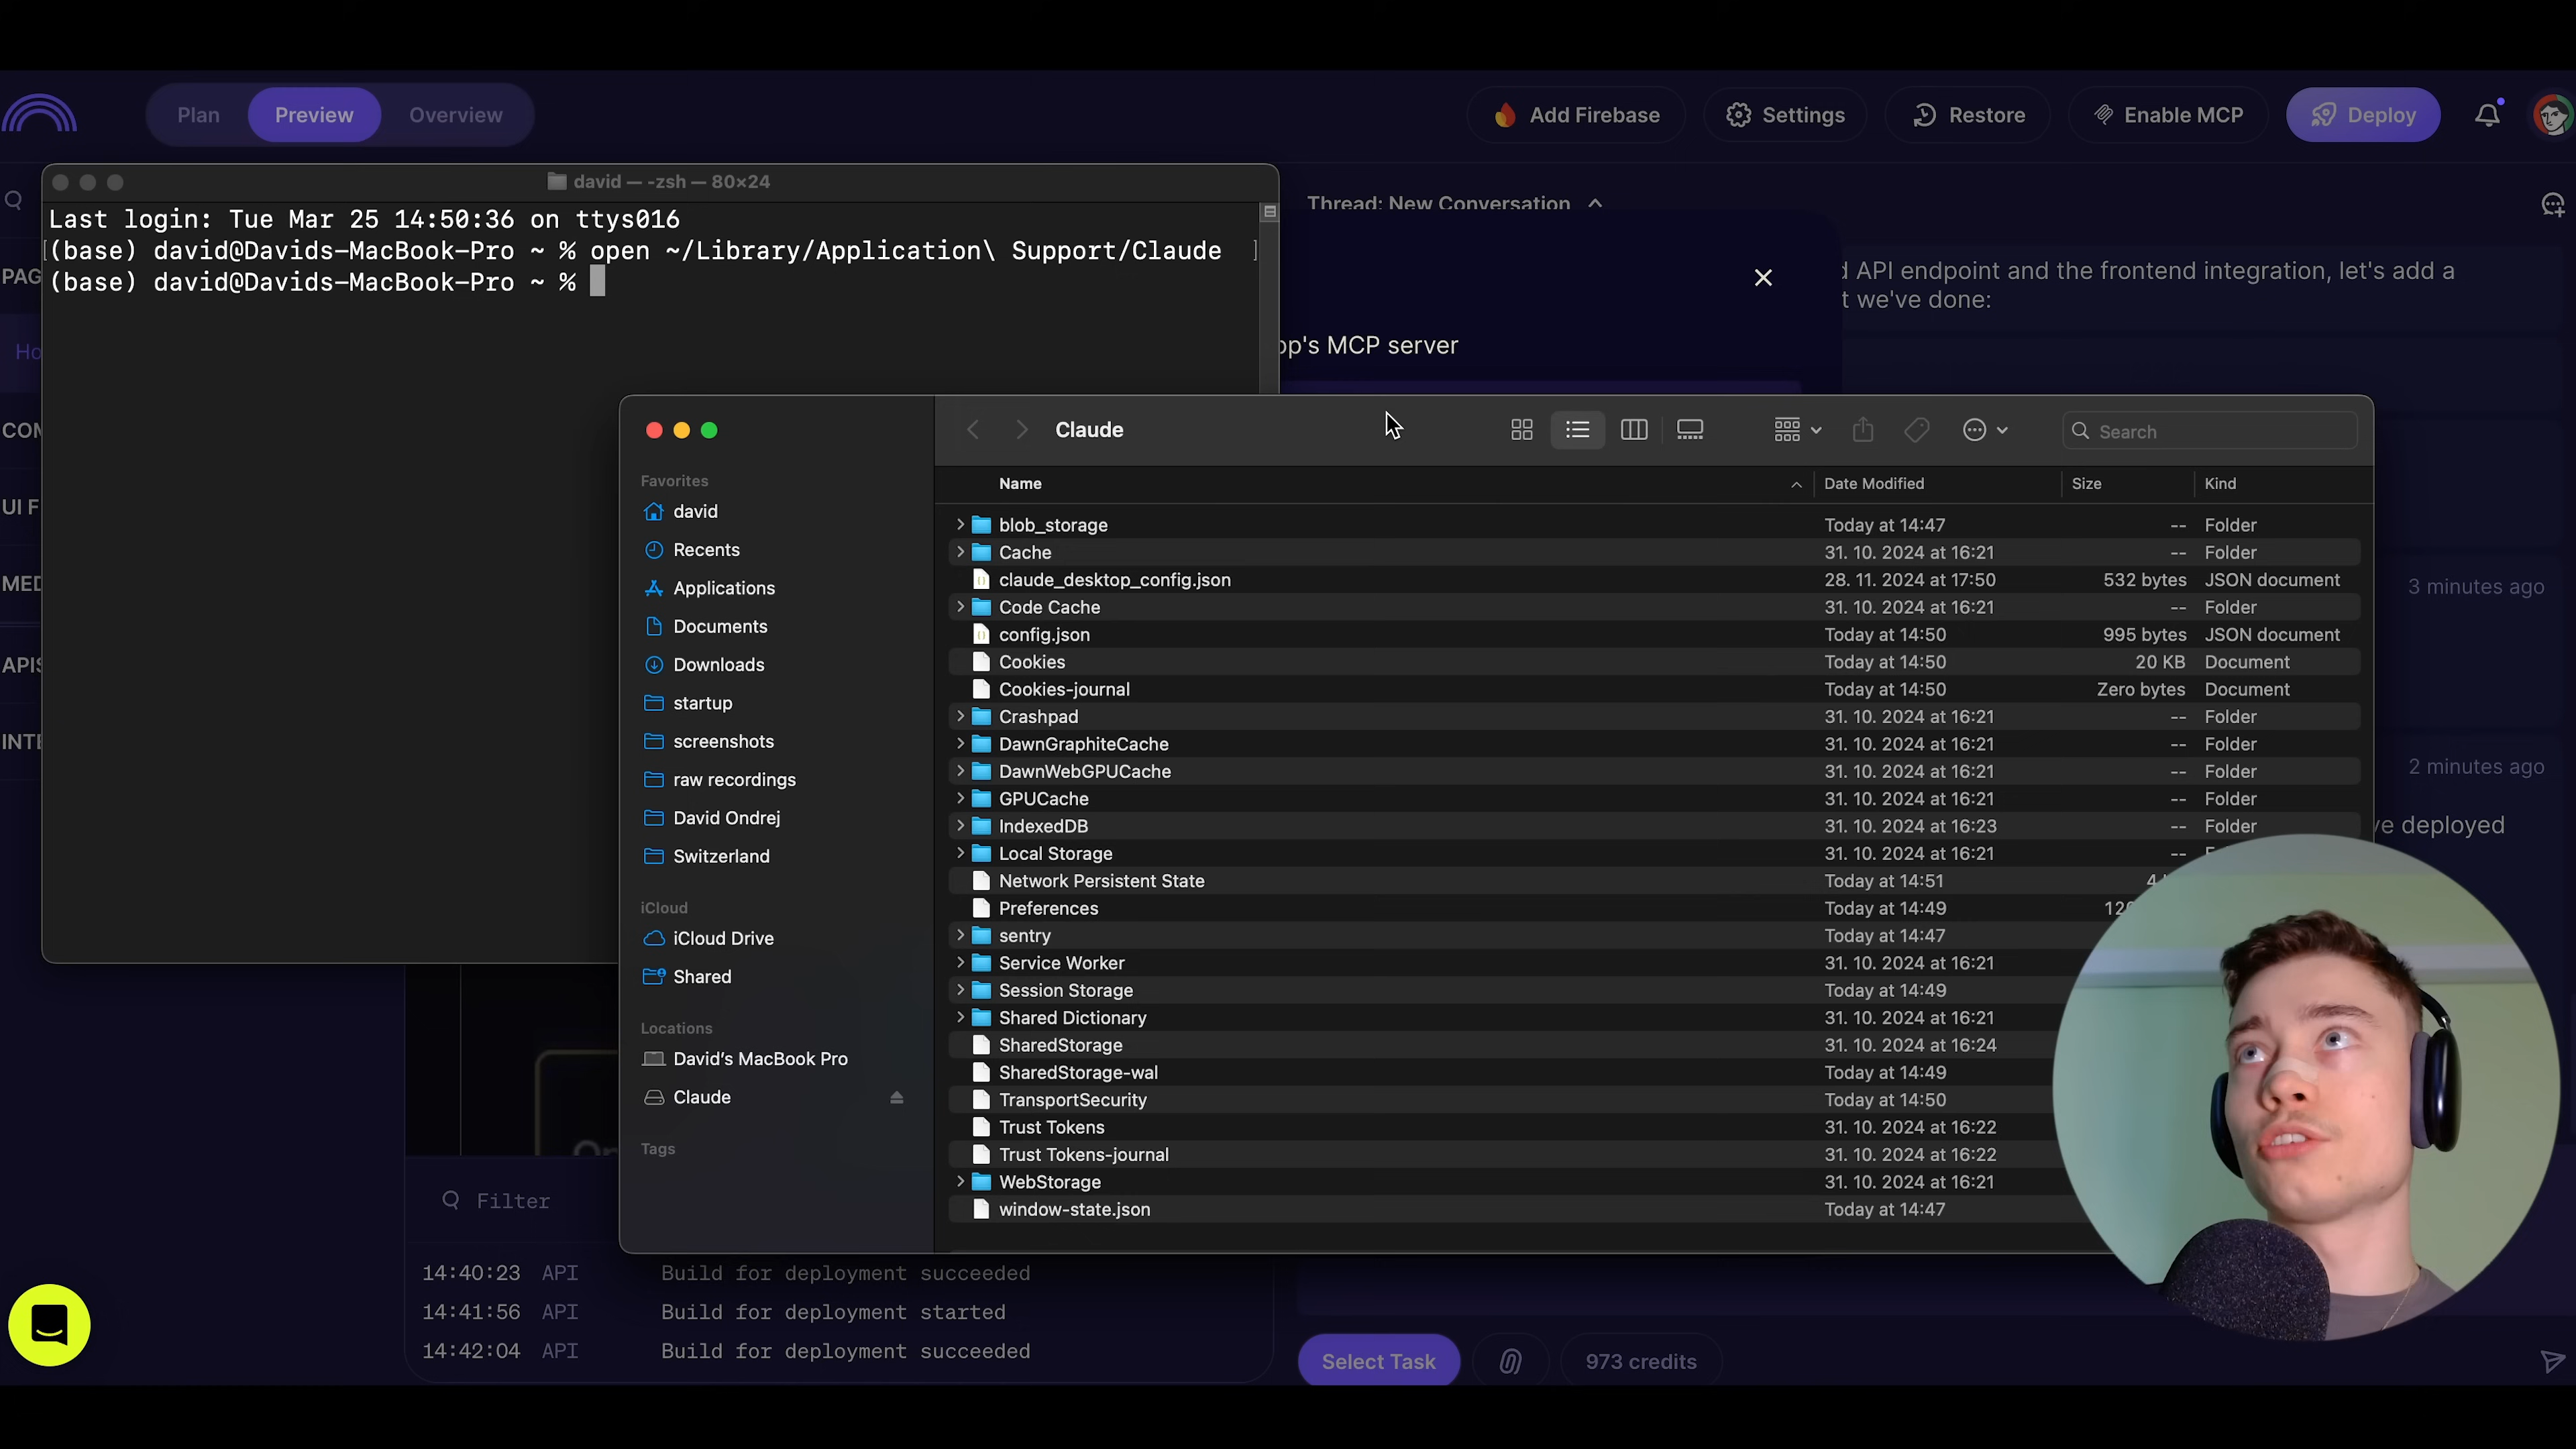 Plan
Preview
Overview
Add Firebase
Settings
Restore
Enable MCP
Deploy
david — -zsh — 80×24
Last login: Tue Mar 25 14:50:36 on ttys016
[(base) david@Davids-MacBook-Pro ~ % open ~/Library/Application\ Support/Claude ]
(base) david@Davids-MacBook-Pro ~ %
Thread: New Conversation
API endpoint and the frontend integration, let's add a
we've done:
MCP server
3 minutes ago
2 minutes ago
deployed
Claude
Search
Favorites
david
Recents
Applications
Documents
Downloads
startup
screenshots
raw recordings
David Ondrej
Switzerland
iCloud
iCloud Drive
Shared
Locations
David's MacBook Pro
Claude
Tags
Name Date Modified Size Kind
blob_storage Today at 14:47 -- Folder
Cache 31. 10. 2024 at 16:21 -- Folder
claude_desktop_config.json 28. 11. 2024 at 17:50 532 bytes JSON document
Code Cache 31. 10. 2024 at 16:21 -- Folder
config.json Today at 14:50 995 bytes JSON document
Cookies Today at 14:50 20 KB Document
Cookies-journal Today at 14:50 Zero bytes Document
Crashpad 31. 10. 2024 at 16:21 -- Folder
DawnGraphiteCache 31. 10. 2024 at 16:21 -- Folder
DawnWebGPUCache 31. 10. 2024 at 16:21 -- Folder
GPUCache 31. 10. 2024 at 16:21 -- Folder
IndexedDB 31. 10. 2024 at 16:23 -- Folder
Local Storage 31. 10. 2024 at 16:21 --
Network Persistent State Today at 14:51 4
Preferences Today at 14:49
sentry Today at 14:47
Service Worker 31. 10. 2024 at 16:21
Session Storage Today at 14:49
Shared Dictionary 31. 10. 2024 at 16:21
SharedStorage 31. 10. 2024 at 16:24
SharedStorage-wal Today at 14:49
TransportSecurity Today at 14:50
Trust Tokens 31. 10. 2024 at 16:22
Trust Tokens-journal 31. 10. 2024 at 16:22
WebStorage 31. 10. 2024 at 16:21
window-state.json Today at 14:47
Filter
14:40:23 API Build for deployment succeeded
14:41:56 API Build for deployment started
14:42:04 API Build for deployment succeeded
Select Task
973 credits